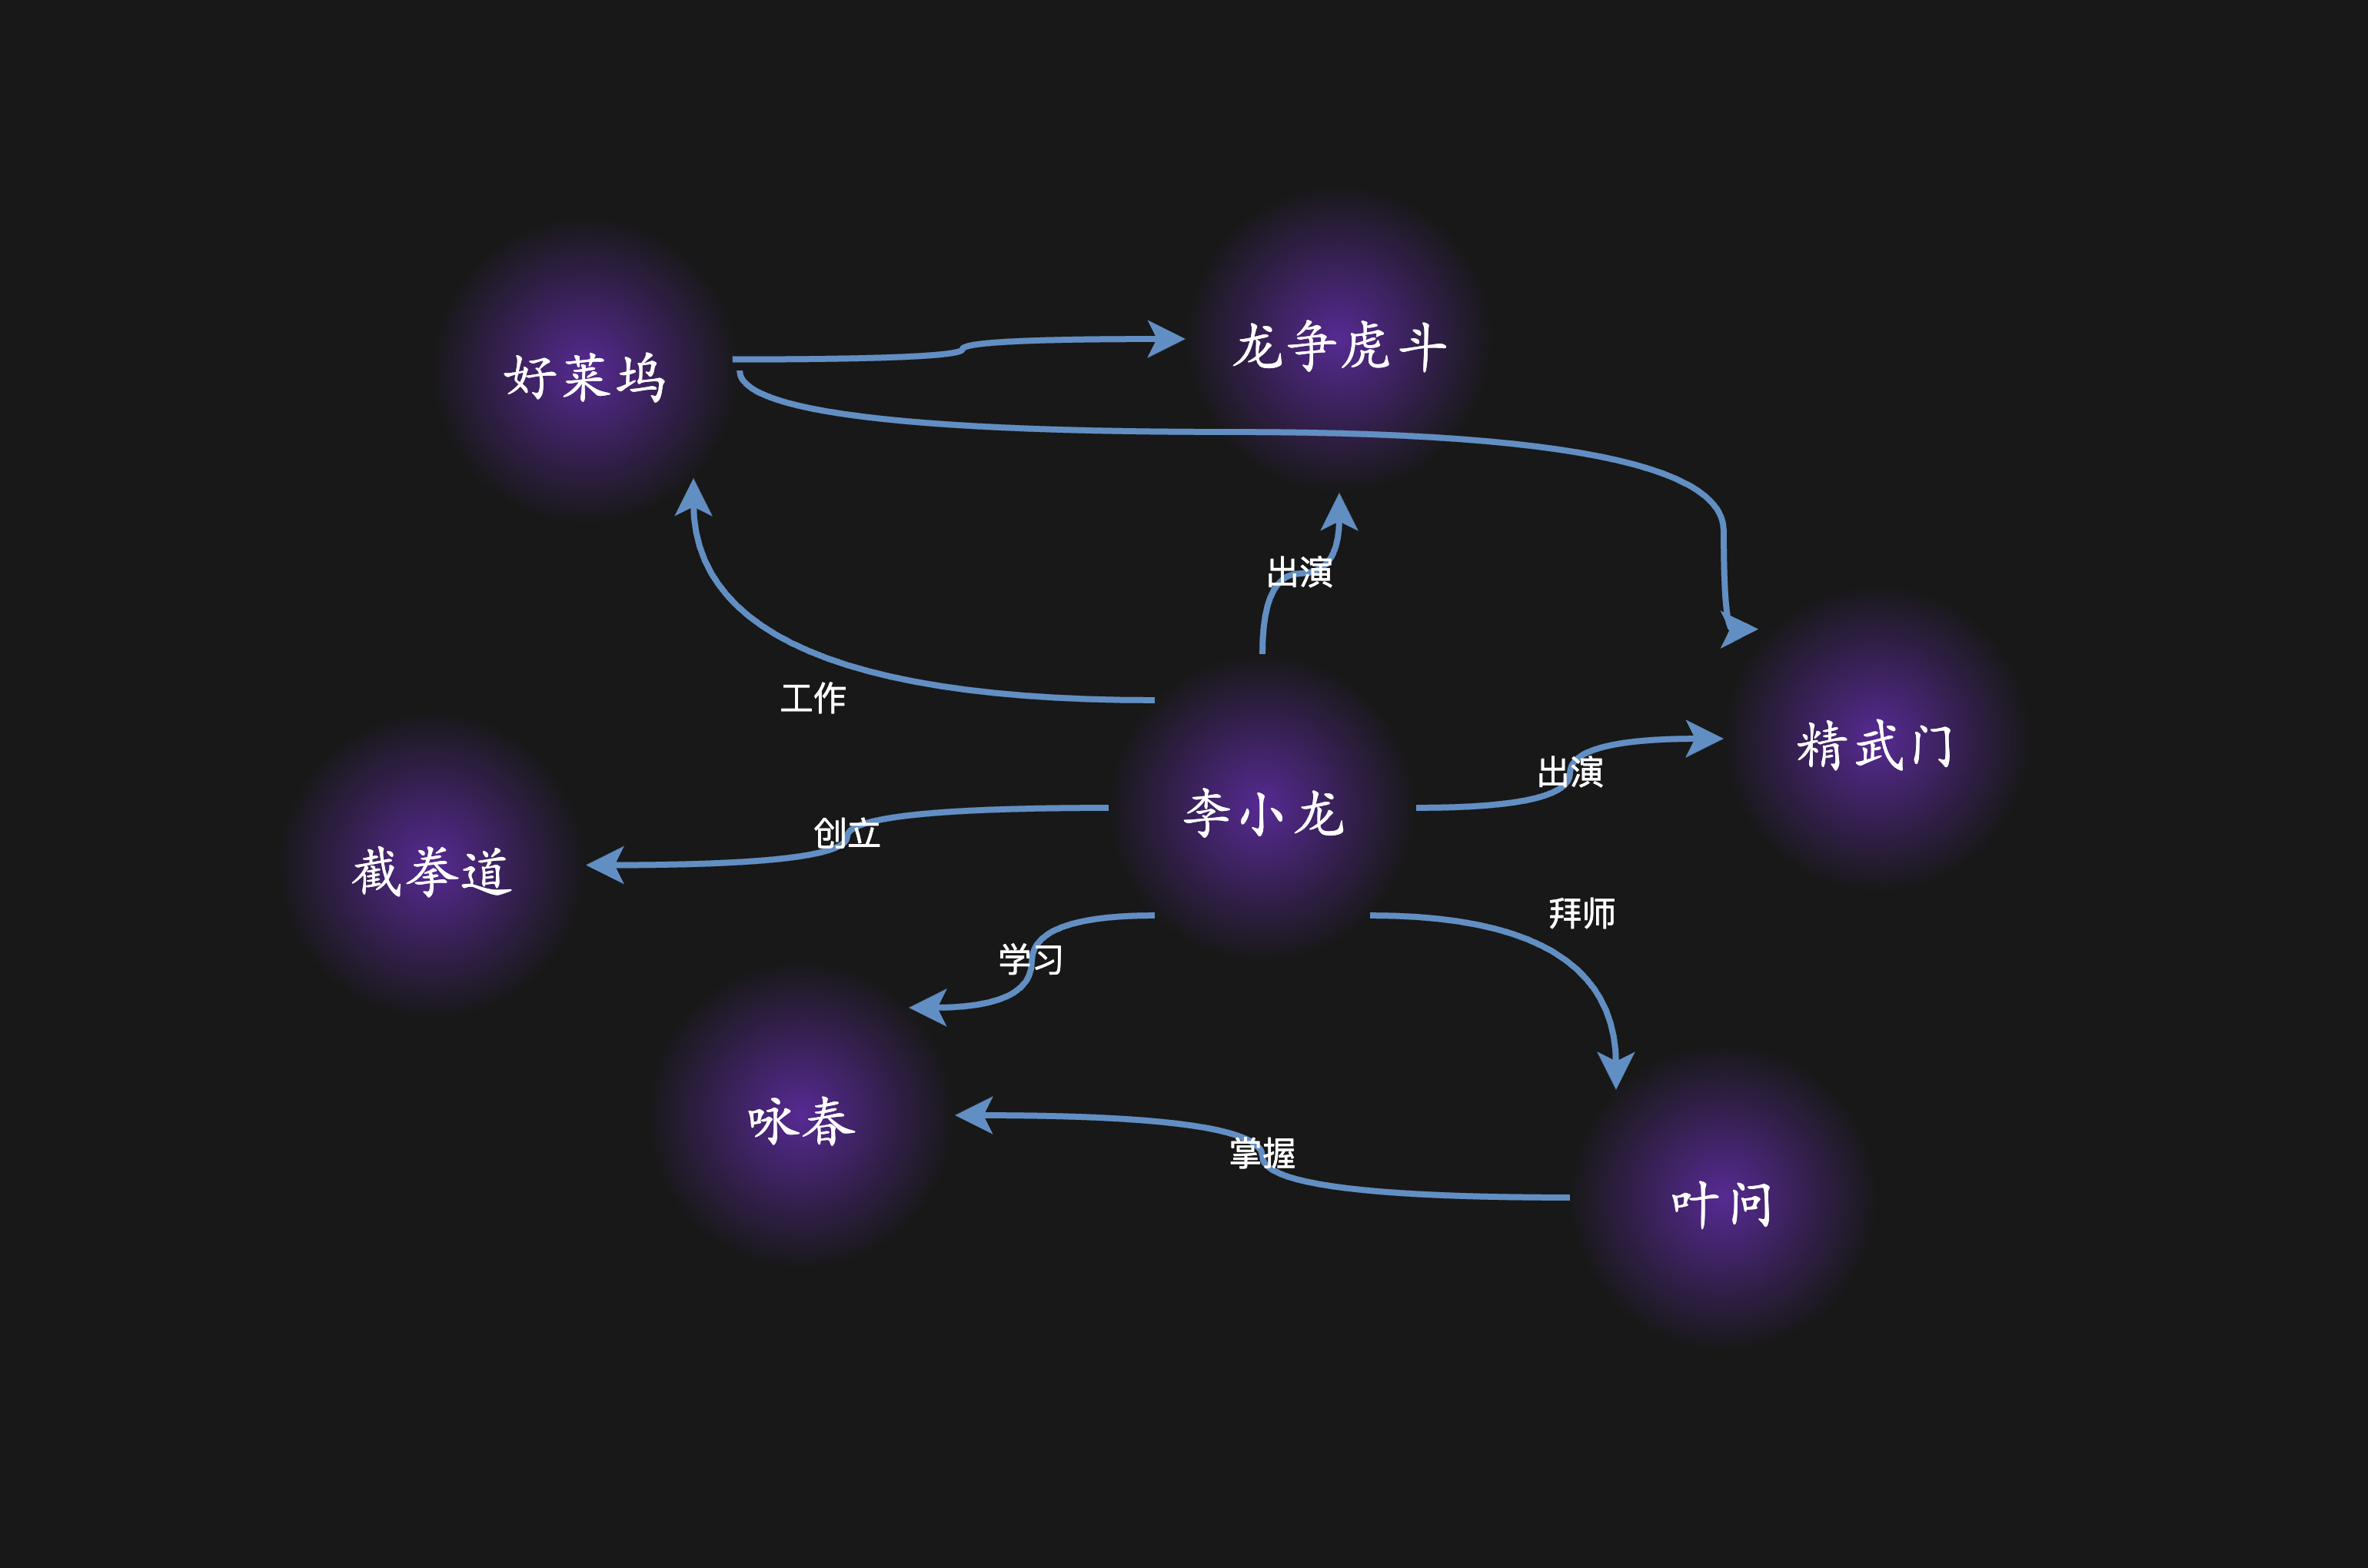 龙争虎斗
好莱坞
出演
工作
精武门
出演
李小龙
创立
截拳道
拜师
学习
咏春
掌握
叶问